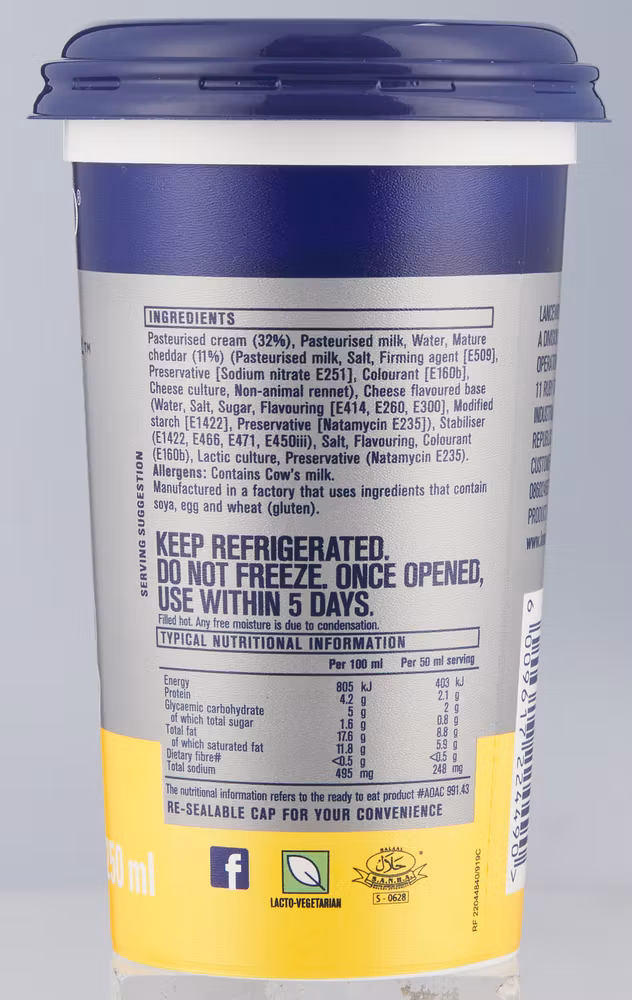 INGREDIENTS
Pasteurised cream (32%), Pasteurised milk, Water, Mature
cheddar (11%) (Pasteurised milk, Salt, Firming agent [E509],
Preservative [Sodium nitrate E251], Colourant [E160b],
Cheese culture, Non-animal rennet), Cheese flavoured base
(Water, Salt, Sugar, Flavouring [E414, E260, E300], Modified
starch [E1422], Preservative [Natamycin E235]), Stabiliser
(E1422, E466, E471, E450iii), Salt, Flavouring, Colourant
(E160b), Lactic culture, Preservative (Natamycin E235).
Allergens: Contains Cow's milk.
Manufactured in a factory that uses ingredients that contain
soya, egg and wheat (gluten).
SERVING SUGGESTION
KEEP REFRIGERATED.
DO NOT FREEZE. ONCE OPENED,
USE WITHIN 5 DAYS.
Filled hot. Any free moisture is due to condensation.
TYPICAL NUTRITIONAL INFORMATION
Per 100 ml Per 50 ml serving
Energy 805 kJ 403 kJ
Protein 4.2 g 2.1 g
Glycaemic carbohydrate 5 g 2 g
of which total sugar 1.6 g 0.8 g
Total fat 17.6 g 8.8 g
of which saturated fat 11.8 g 5.9 g
Dietary fibre# <0.5 g <0.5 g
Total sodium 495 mg 248 mg
The nutritional information refers to the ready to eat product #AOAC 991.43
RE-SEALABLE CAP FOR YOUR CONVENIENCE
50 ml
f
LACTO-VEGETARIAN
HALAAL
حلال
S.A.N.H.A.
S - 0628
RF 22044840/919C
6 009617 224490 >